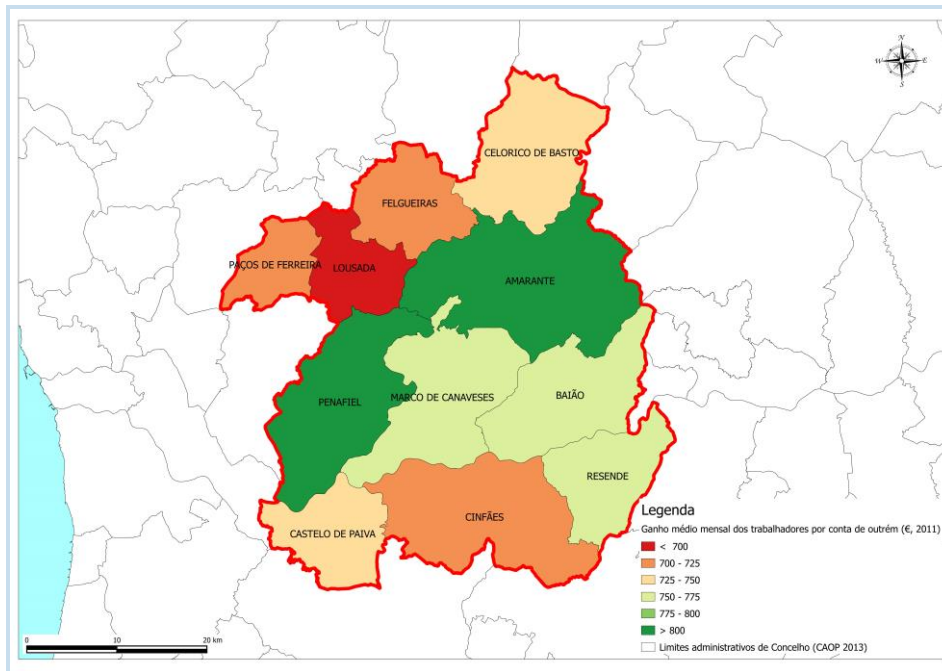 N
W E
S
CELORICO DE BASTO
FELGUEIRAS
PAÇOS DE FERREIRA
LOUSADA
AMARANTE
PENAFIEL
MARCO DE CANAVESES
BAIÃO
RESENDE
CASTELO DE PAIVA
CINFÃES
Legenda
Ganho médio mensal dos trabalhadores por conta de outrém (€, 2011)
< 700
700 - 725
725 - 750
750 - 775
775 - 800
> 800
Limites administrativos de Concelho (CAOP 2013)
0 10 20 km